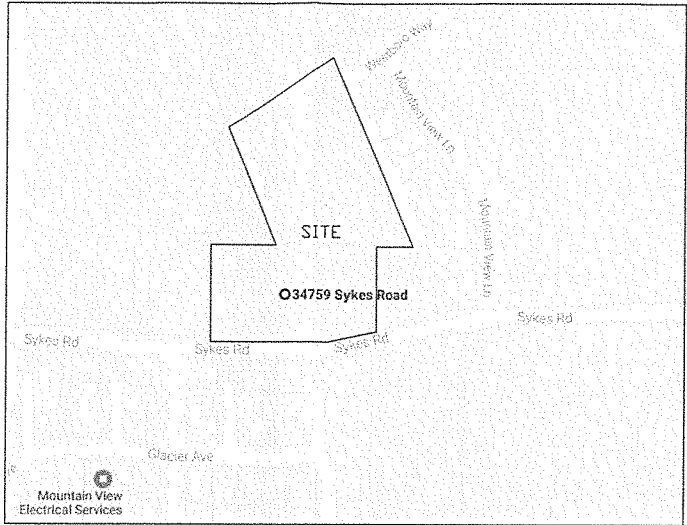 Westboro Way
Mountain View Ln
SITE
Mountain View Ln
34759 Sykes Road
Sykes Rd
Sykes Rd
Sykes Rd
Sykes Rd
Glacier Ave
Mountain View
Electrical Services